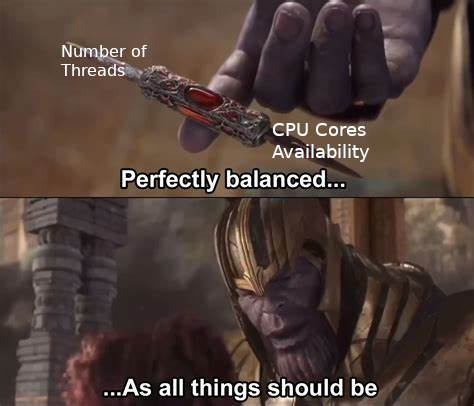 Number of
Threads
CPU Cores
Availability
Perfectly balanced...
...As all things should be